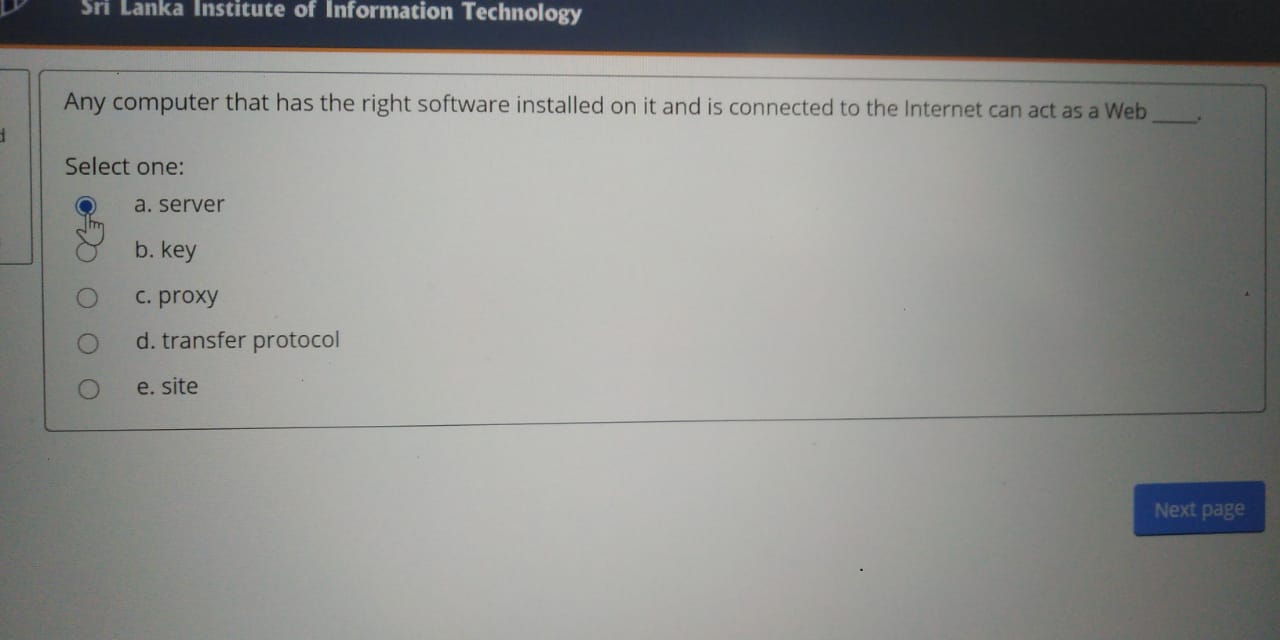 Sri Lanka Institute of Information Technology
Any computer that has the right software installed on it and is connected to the Internet can act as a Web ____.
Select one:
a. server
b. key
c. proxy
d. transfer protocol
e. site
Next page